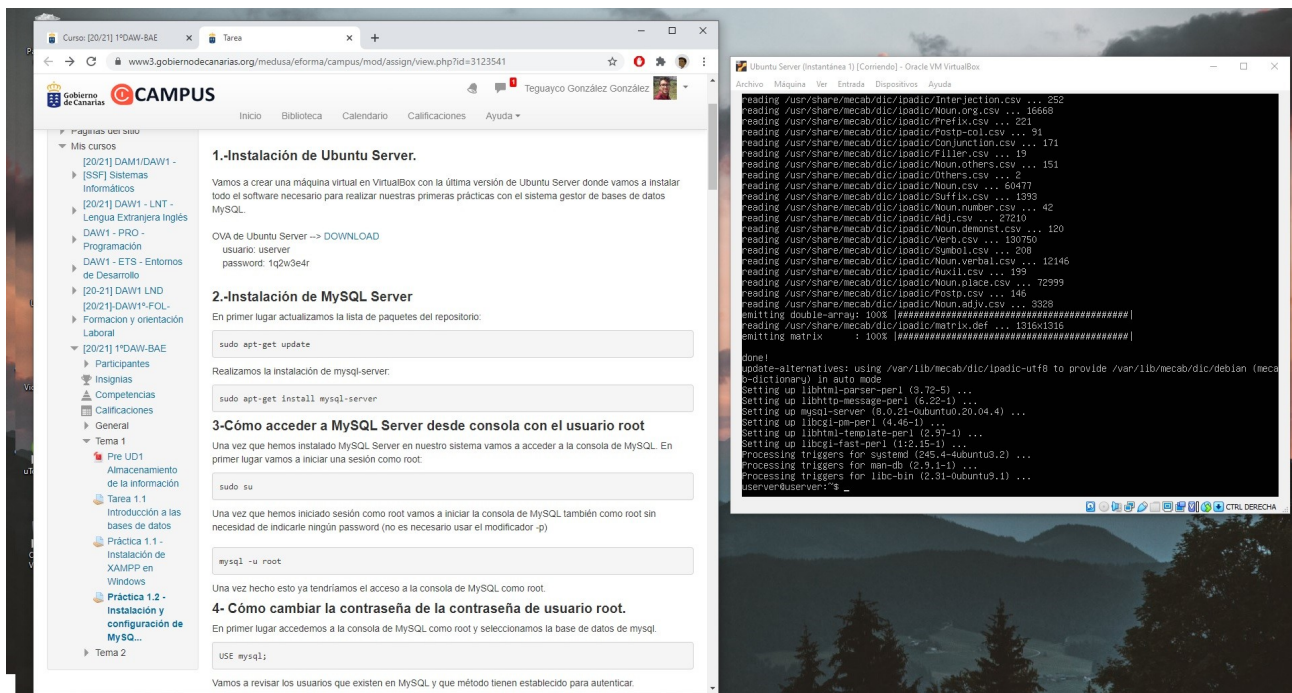 Curso: [20/21] 1ºDAW-BAE
Tarea
www3.gobiernodecanarias.org/medusa/eforma/campus/mod/assign/view.php?id=3123541
Gobierno
de Canarias
CAMPUS
Teguayco González González
Inicio Biblioteca Calendario Calificaciones Ayuda
Páginas del sitio
Mis cursos
[20/21] DAM1/DAW1 -
[SSF] Sistemas
Informáticos
[20/21] DAW1 - LNT -
Lengua Extranjera Inglés
DAW1 - PRO -
Programación
DAW1 - ETS - Entornos
de Desarrollo
[20-21] DAW1 LND
[20/21]-DAW1º-FOL-
Formacion y orientación
Laboral
[20/21] 1ºDAW-BAE
Participantes
Insignias
Competencias
Calificaciones
General
Tema 1
Pre UD1
Almacenamiento
de la información
Tarea 1.1
Introducción a las
bases de datos
Práctica 1.1 -
Instalación de
XAMPP en
Windows
Práctica 1.2 -
Instalación y
configuración de
MySQ...
Tema 2
1.-Instalación de Ubuntu Server.
Vamos a crear una máquina virtual en VirtualBox con la última versión de Ubuntu Server donde vamos a instalar
todo el software necesario para realizar nuestras primeras prácticas con el sistema gestor de bases de datos
MySQL.
OVA de Ubuntu Server --> DOWNLOAD
usuario: userver
password: 1q2w3e4r
2.-Instalación de MySQL Server
En primer lugar actualizamos la lista de paquetes del repositorio:
sudo apt-get update
Realizamos la instalación de mysql-server:
sudo apt-get install mysql-server
3-Cómo acceder a MySQL Server desde consola con el usuario root
Una vez que hemos instalado MySQL Server en nuestro sistema vamos a acceder a la consola de MySQL. En
primer lugar vamos a iniciar una sesión como root:
sudo su
Una vez que hemos iniciado sesión como root vamos a iniciar la consola de MySQL también como root sin
necesidad de indicarle ningún password (no es necesario usar el modificador -p)
mysql -u root
Una vez hecho esto ya tendríamos el acceso a la consola de MySQL como root.
4- Cómo cambiar la contraseña de la contraseña de usuario root.
En primer lugar accedemos a la consola de MySQL como root y seleccionamos la base de datos de mysql.
USE mysql;
Vamos a revisar los usuarios que existen en MySQL y que método tienen establecido para autenticar.
Ubuntu Server (Instantánea 1) [Corriendo] - Oracle VM VirtualBox
Archivo Máquina Ver Entrada Dispositivos Ayuda
reading /usr/share/mecab/dic/ipadic/Interjection.csv ... 252
reading /usr/share/mecab/dic/ipadic/Noun.org.csv ... 16668
reading /usr/share/mecab/dic/ipadic/Prefix.csv ... 221
reading /usr/share/mecab/dic/ipadic/Postp-col.csv ... 91
reading /usr/share/mecab/dic/ipadic/Conjunction.csv ... 171
reading /usr/share/mecab/dic/ipadic/Filler.csv ... 19
reading /usr/share/mecab/dic/ipadic/Noun.others.csv ... 151
reading /usr/share/mecab/dic/ipadic/Others.csv ... 2
reading /usr/share/mecab/dic/ipadic/Noun.csv ... 60477
reading /usr/share/mecab/dic/ipadic/Suffix.csv ... 1393
reading /usr/share/mecab/dic/ipadic/Noun.number.csv ... 42
reading /usr/share/mecab/dic/ipadic/Adj.csv ... 27210
reading /usr/share/mecab/dic/ipadic/Noun.demonst.csv ... 120
reading /usr/share/mecab/dic/ipadic/Verb.csv ... 130750
reading /usr/share/mecab/dic/ipadic/Symbol.csv ... 208
reading /usr/share/mecab/dic/ipadic/Noun.verbal.csv ... 12146
reading /usr/share/mecab/dic/ipadic/Auxil.csv ... 199
reading /usr/share/mecab/dic/ipadic/Noun.place.csv ... 72999
reading /usr/share/mecab/dic/ipadic/Postp.csv ... 146
reading /usr/share/mecab/dic/ipadic/Noun.adjv.csv ... 3328
emitting double-array: 100% |###########################################|
reading /usr/share/mecab/dic/ipadic/matrix.def ... 1316x1316
emitting matrix : 100% |###########################################|
done!
update-alternatives: using /var/lib/mecab/dic/ipadic-utf8 to provide /var/lib/mecab/dic/debian (meca
b-dictionary) in auto mode
Setting up libhtml-parser-perl (3.72-5) ...
Setting up libhttp-message-perl (6.22-1) ...
Setting up mysql-server (8.0.21-0ubuntu0.20.04.4) ...
Setting up libcgi-pm-perl (4.46-1) ...
Setting up libhtml-template-perl (2.97-1) ...
Setting up libcgi-fast-perl (1:2.15-1) ...
Processing triggers for systemd (245.4-4ubuntu3.2) ...
Processing triggers for man-db (2.9.1-1) ...
Processing triggers for libc-bin (2.31-0ubuntu9.1) ...
userver@userver:~$ _
CTRL DERECHA